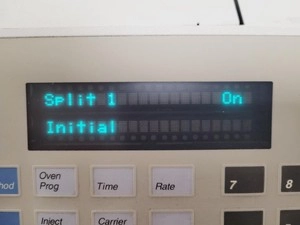 Split 1 On
Initial
Oven Prog
Time
Rate
7
8
Inject
Carrier